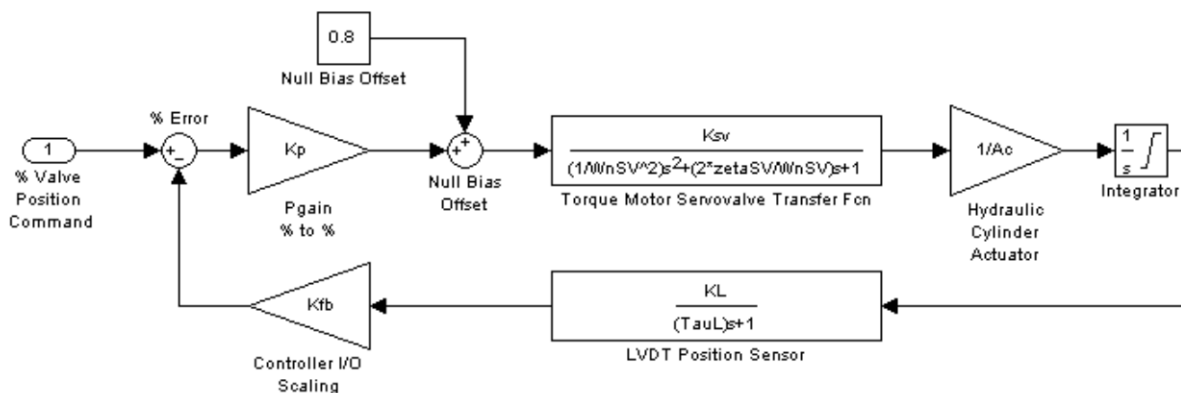 0.8
Null Bias Offset
% Error
1
% Valve
Position
Command
+
−
Kp
Pgain
% to %
+
+
Null Bias
Offset
Ksv
(1/WnSV^2)s2+(2*zetaSV/WnSV)s+1
Torque Motor Servovalve Transfer Fcn
1/Ac
Hydraulic
Cylinder
Actuator
1
s
Integrator
Kfb
Controller I/O
Scaling
KL
(TauL)s+1
LVDT Position Sensor